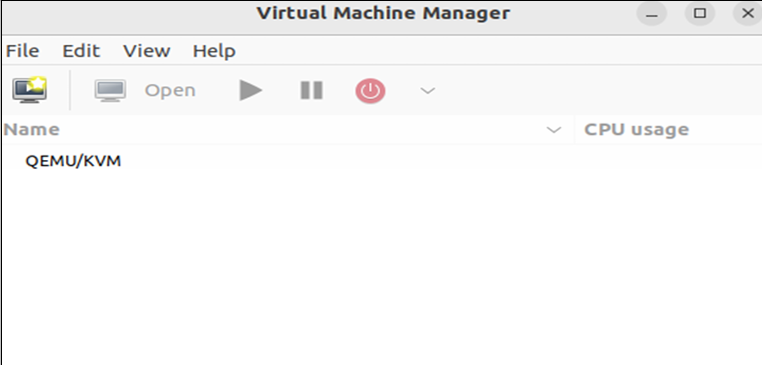 Virtual Machine Manager
File Edit View Help
Open
Name CPU usage
QEMU/KVM